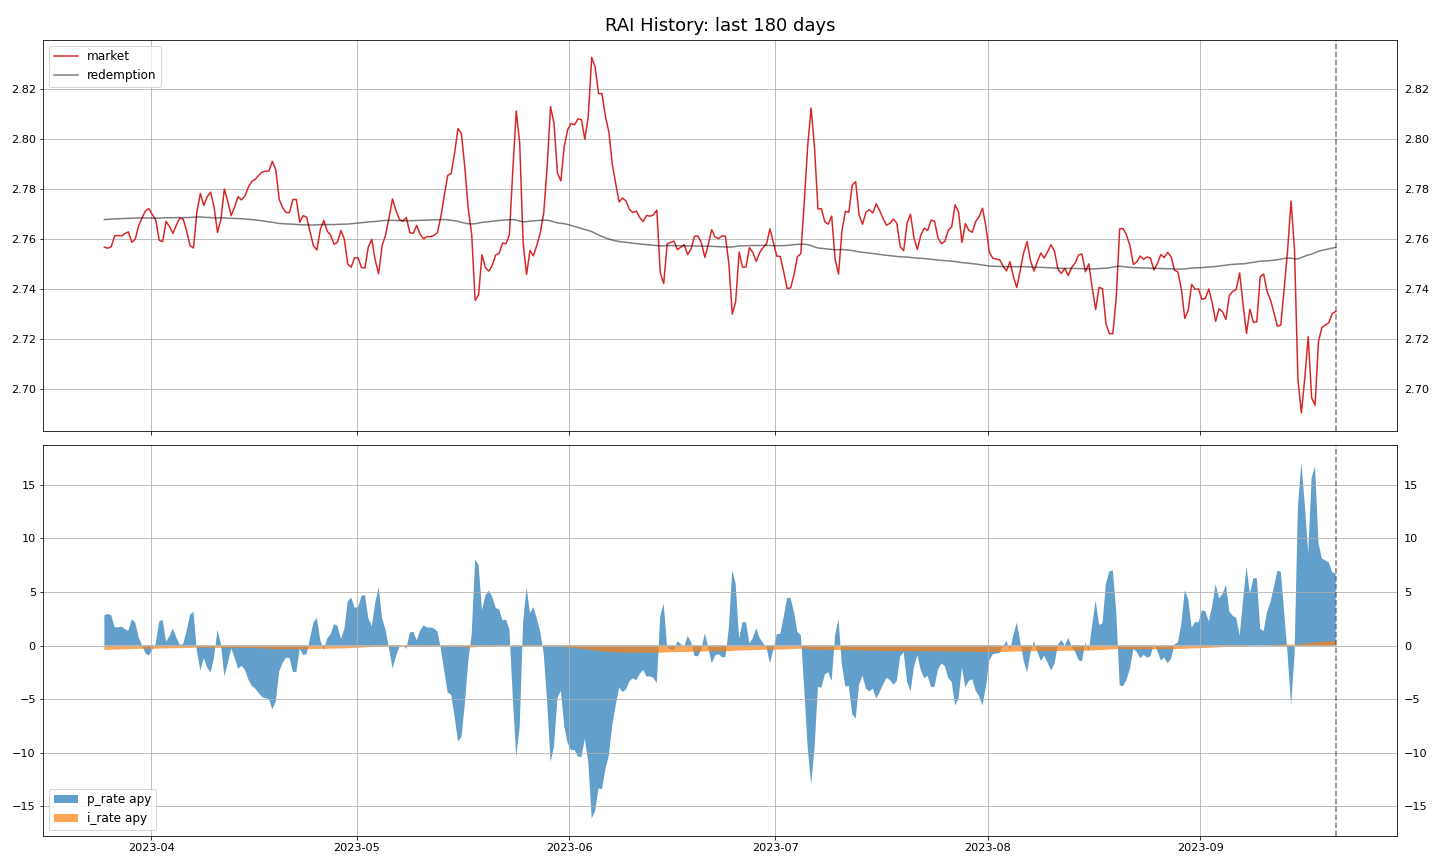 RAI History: last 180 days
market
redemption
2.82 2.82
2.80 2.80
2.78 2.78
2.76 2.76
2.74 2.74
2.72 2.72
2.70 2.70
15 15
10 10
5 5
0 0
−5 −5
−10 −10
−15 −15
p_rate apy
i_rate apy
2023-04 2023-05 2023-06 2023-07 2023-08 2023-09